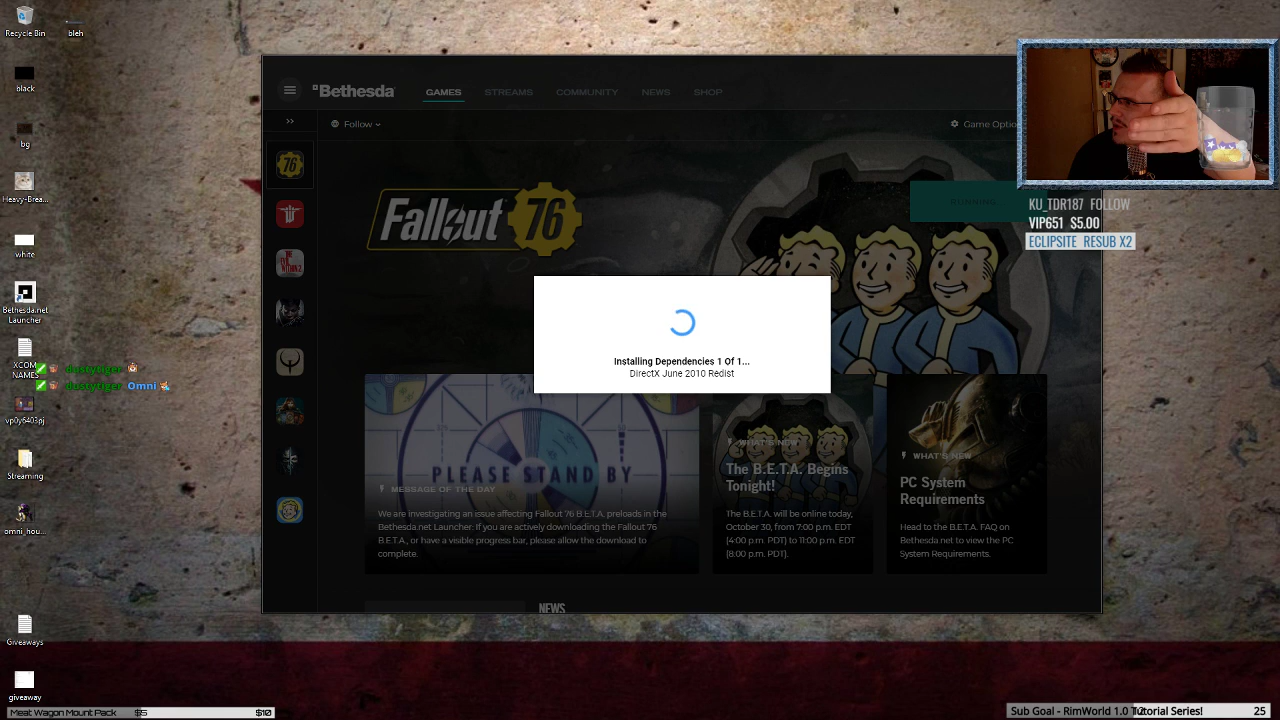 Recycle Bin
bleh
black
bg
Heavy-Brea...
white
Bethesda.net
Launcher
XCOM
NAMES
vp0y6403pj
Streaming
omni_hou...
Giveaways
giveaway
dustytiger
dustytiger Omni
Bethesda
GAMES
STREAMS
COMMUNITY
NEWS
SHOP
Follow
Game Optio
Fallout 76
RUNNING
Installing Dependencies 1 Of 1...
DirectX June 2010 Redist
PLEASE STAND BY
MESSAGE OF THE DAY
We are investigating an issue affecting Fallout 76 B.E.T.A. preloads in the
Bethesda.net Launcher. If you are actively downloading the Fallout 76
B.E.T.A., or have a visible progress bar, please allow the download to
complete.
WHAT'S NEW
The B.E.T.A. Begins
Tonight!
The B.E.T.A. will be online today,
October 30, from 7:00 p.m. EDT
(4:00 p.m. PDT) to 11:00 p.m. EDT
(8:00 p.m. PDT).
WHAT'S NEW
PC System
Requirements
Head to the B.E.T.A. FAQ on
Bethesda.net to view the PC
System Requirements.
NEWS
KU_TDR187 FOLLOW
VIP651 $5.00
ECLIPSITE RESUB X2
Meat Wagon Mount Pack $5 $10
Sub Goal - RimWorld 1.0 Tutorial Series! 25